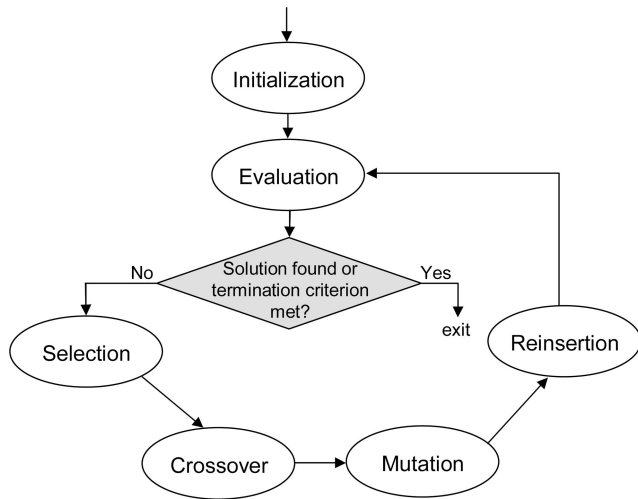 Initialization
Evaluation
No
Solution found or
termination criterion
met?
Yes
exit
Selection
Reinsertion
Crossover
Mutation